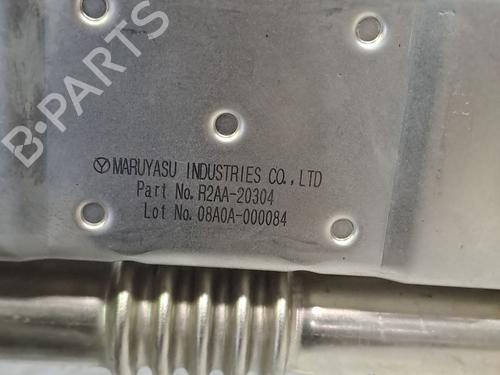 B-PARTS
MARUYASU INDUSTRIES CO.,LTD
Part No. R2AA-20304
Lot No. 08A0A-000084